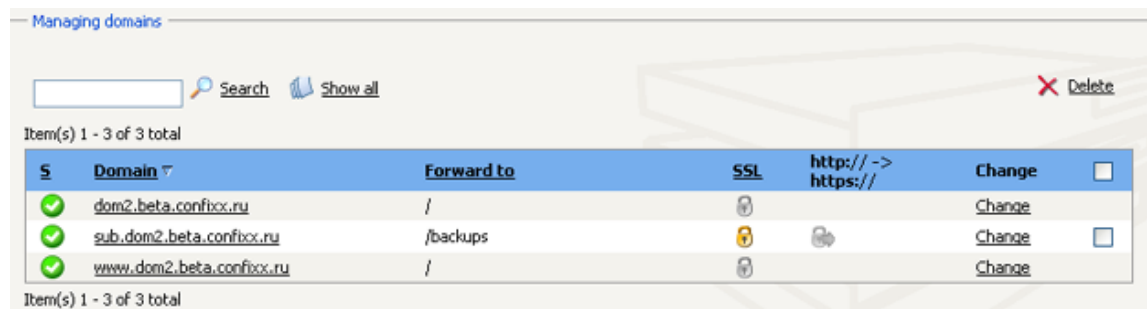 Managing domains
Search Show all Delete
Item(s) 1 - 3 of 3 total
S Domain Forward to SSL http:// -> https:// Change
dom2.beta.confixx.ru / Change
sub.dom2.beta.confixx.ru /backups Change
www.dom2.beta.confixx.ru / Change
Item(s) 1 - 3 of 3 total